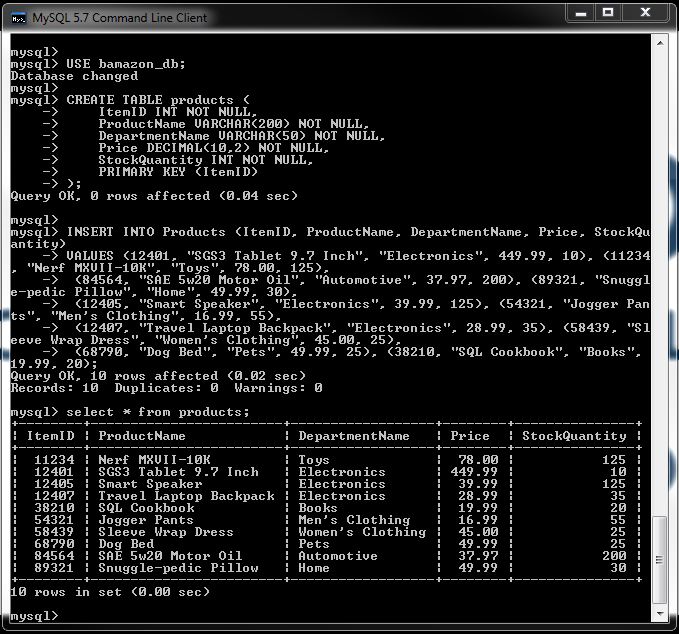 MySQL 5.7 Command Line Client
mysql>
mysql> USE bamazon_db;
Database changed
mysql>
mysql> CREATE TABLE products (
    ->     ItemID INT NOT NULL,
    ->     ProductName VARCHAR(200) NOT NULL,
    ->     DepartmentName VARCHAR(50) NOT NULL,
    ->     Price DECIMAL(10,2) NOT NULL,
    ->     StockQuantity INT NOT NULL,
    ->     PRIMARY KEY (ItemID)
    -> );
Query OK, 0 rows affected (0.04 sec)
mysql>
mysql> INSERT INTO Products (ItemID, ProductName, DepartmentName, Price, StockQu
antity)
    -> VALUES (12401, "SGS3 Tablet 9.7 Inch", "Electronics", 449.99, 10), (11234
, "Nerf MXVII-10K", "Toys", 78.00, 125),
    ->  (84564, "SAE 5w20 Motor Oil", "Automotive", 37.97, 200), (89321, "Snuggl
e-pedic Pillow", "Home", 49.99, 30),
    ->  (12405, "Smart Speaker", "Electronics", 39.99, 125), (54321, "Jogger Pan
ts", "Men's Clothing", 16.99, 55),
    ->  (12407, "Travel Laptop Backpack", "Electronics", 28.99, 35), (58439, "Sl
eeve Wrap Dress", "Women's Clothing", 45.00, 25),
    ->  (68790, "Dog Bed", "Pets", 49.99, 25), (38210, "SQL Cookbook", "Books",
19.99, 20);
Query OK, 10 rows affected (0.02 sec)
Records: 10  Duplicates: 0  Warnings: 0
mysql> select * from products;
+--------+------------------------+------------------+--------+---------------+
| ItemID | ProductName            | DepartmentName   | Price  | StockQuantity |
+--------+------------------------+------------------+--------+---------------+
|  11234 | Nerf MXVII-10K         | Toys             |  78.00 |           125 |
|  12401 | SGS3 Tablet 9.7 Inch   | Electronics      | 449.99 |            10 |
|  12405 | Smart Speaker          | Electronics      |  39.99 |           125 |
|  12407 | Travel Laptop Backpack | Electronics      |  28.99 |            35 |
|  38210 | SQL Cookbook           | Books            |  19.99 |            20 |
|  54321 | Jogger Pants           | Men's Clothing   |  16.99 |            55 |
|  58439 | Sleeve Wrap Dress      | Women's Clothing |  45.00 |            25 |
|  68790 | Dog Bed                | Pets             |  49.99 |            25 |
|  84564 | SAE 5w20 Motor Oil     | Automotive       |  37.97 |           200 |
|  89321 | Snuggle-pedic Pillow   | Home             |  49.99 |            30 |
+--------+------------------------+------------------+--------+---------------+
10 rows in set (0.00 sec)
mysql>